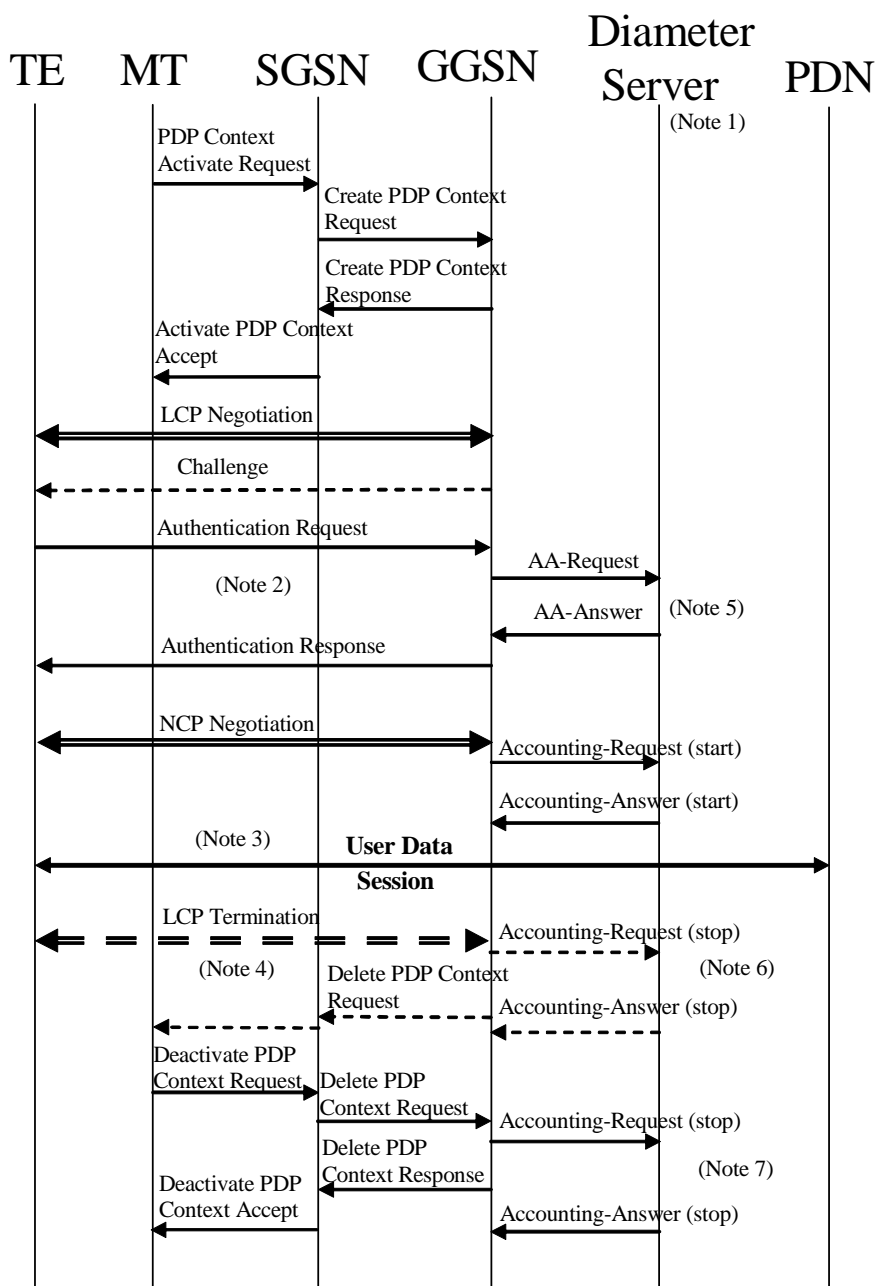 TE
MT
SGSN
GGSN
Diameter
Server
PDN
(Note 1)
PDP Context
Activate Request
Create PDP Context
Request
Create PDP Context
Response
Activate PDP Context
Accept
LCP Negotiation
Challenge
Authentication Request
AA-Request
(Note 2)
AA-Answer
(Note 5)
Authentication Response
NCP Negotiation
Accounting-Request (start)
Accounting-Answer (start)
(Note 3)
User Data
Session
LCP Termination
Accounting-Request (stop)
(Note 4)
(Note 6)
Delete PDP Context
Request
Accounting-Answer (stop)
Deactivate PDP
Context Request
Delete PDP
Context Request
Accounting-Request (stop)
Delete PDP
Context Response
(Note 7)
Deactivate PDP
Context Accept
Accounting-Answer (stop)